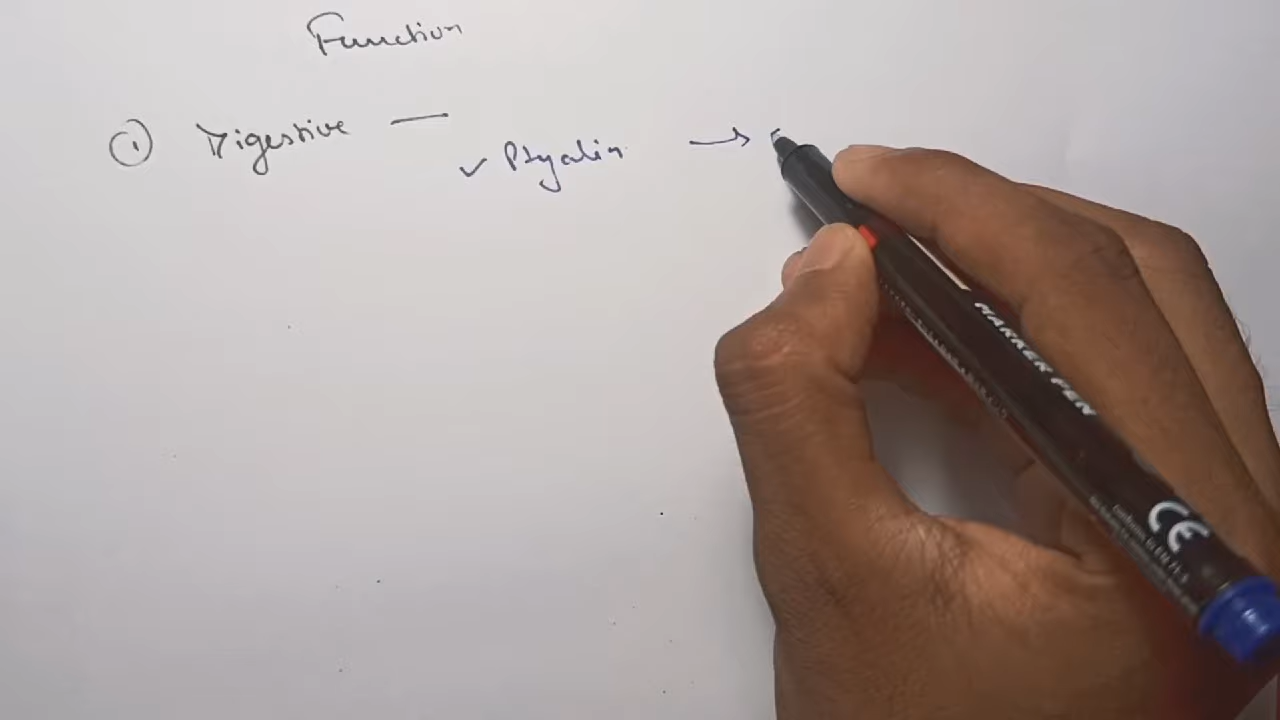 Function
① Digestive —
✓ Ptyalin →
MARKER PEN
CE